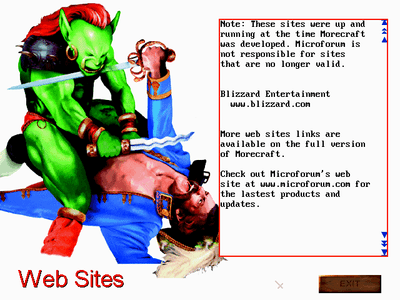 Note: These sites were up and
running at the time Morecraft
was developed. Microforum is
not responsible for sites
that are no longer valid.
Blizzard Entertainment
www.blizzard.com
More web sites links are
available on the full version
of Morecraft.
Check out Microforum's web
site at www.microforum.com for
the lastest products and
updates.
Web Sites
EXIT